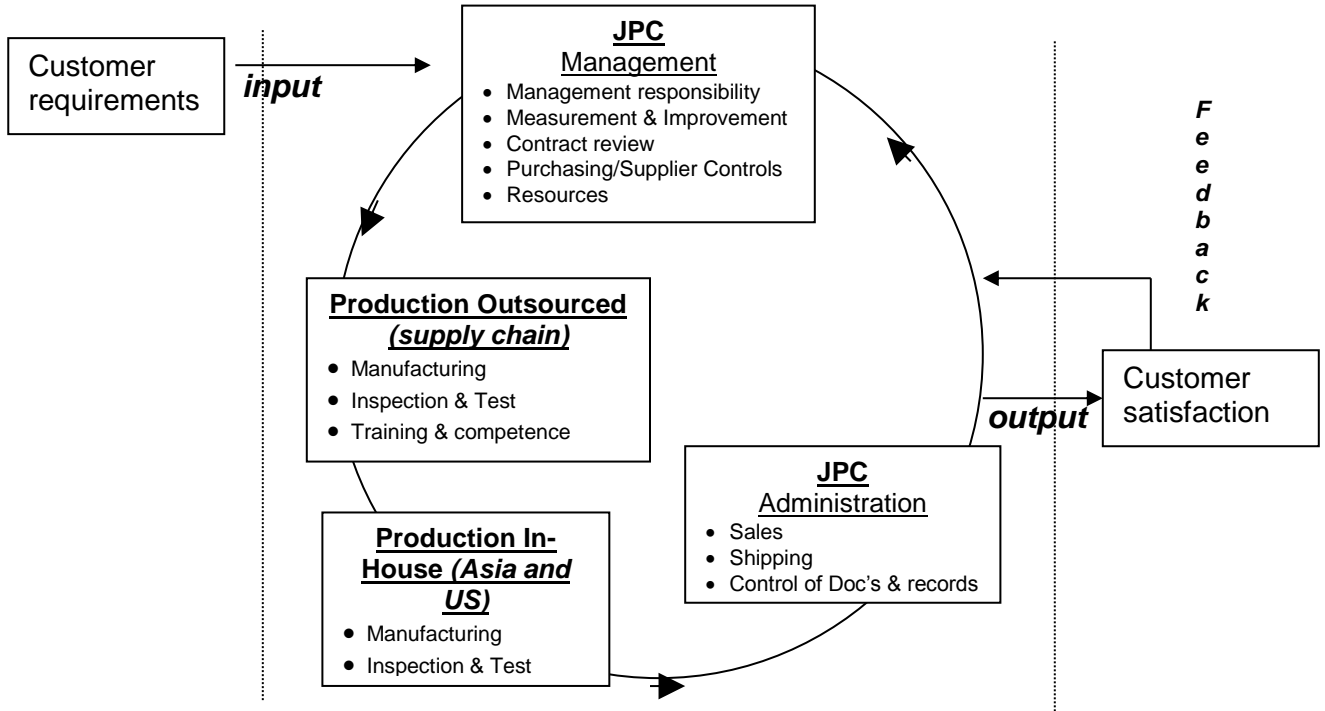 Customer
requirements
input
JPC
Management
• Management responsibility
• Measurement & Improvement
• Contract review
• Purchasing/Supplier Controls
• Resources
F
e
e
d
b
a
c
k
Production Outsourced
(supply chain)
• Manufacturing
• Inspection & Test
• Training & competence
Customer
satisfaction
output
JPC
Administration
• Sales
• Shipping
• Control of Doc's & records
Production In-
House (Asia and
US)
• Manufacturing
• Inspection & Test